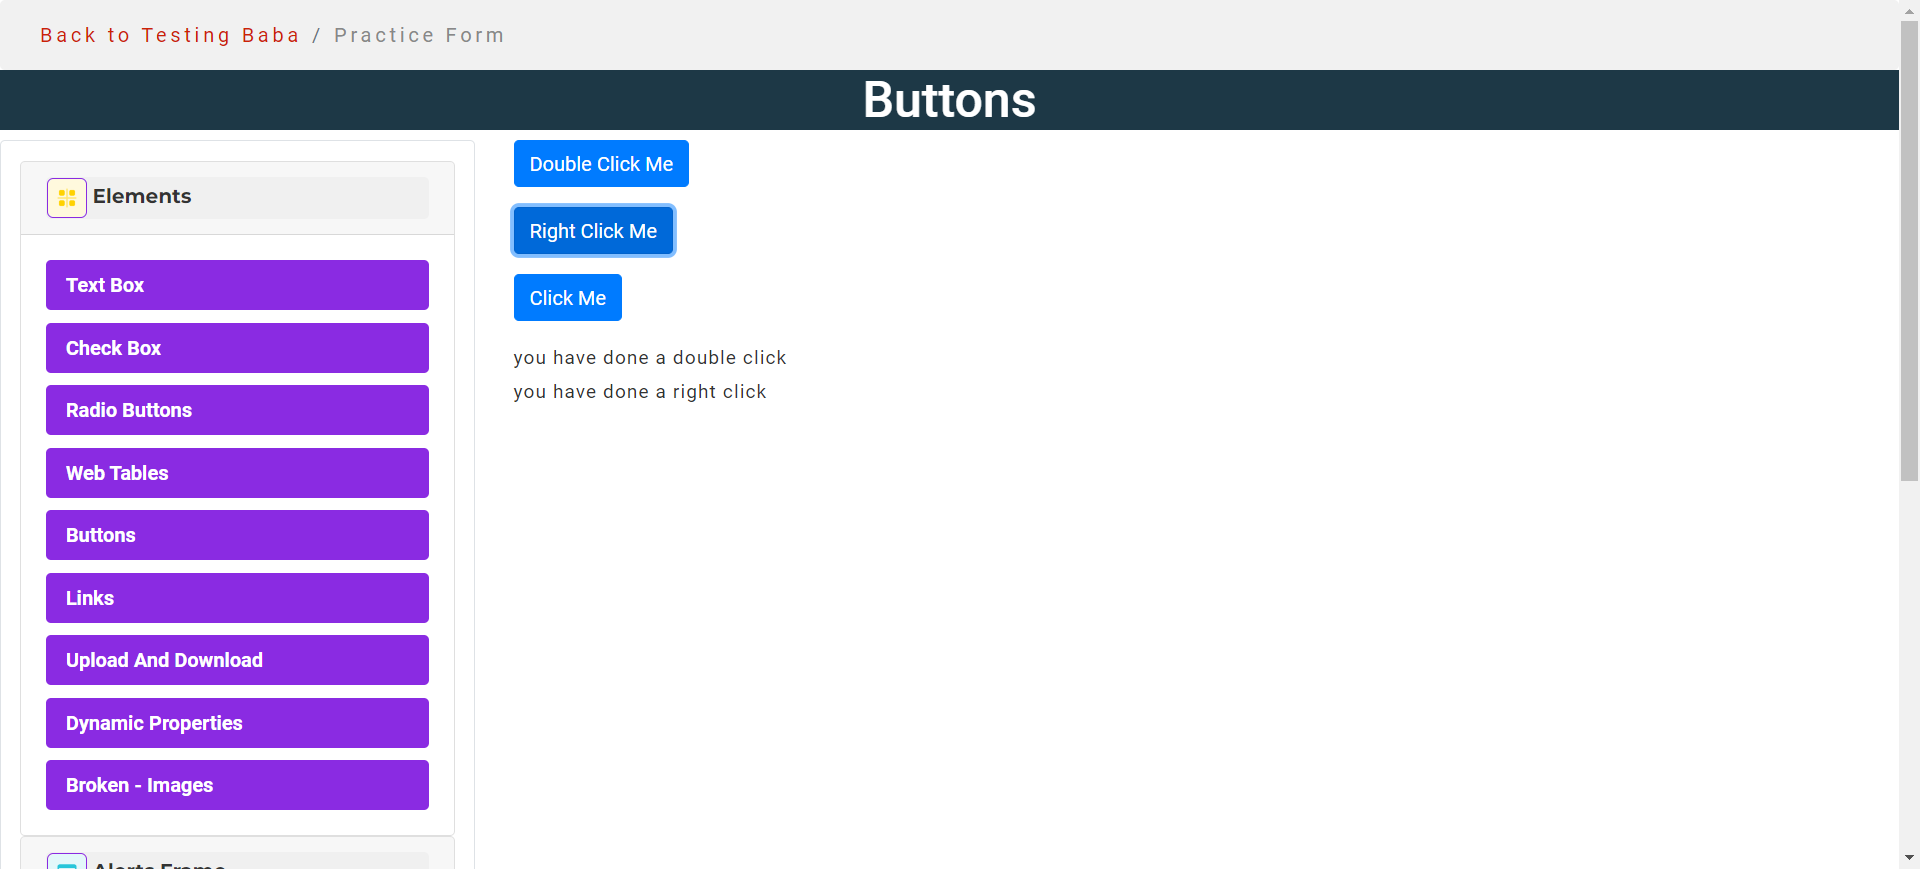 Back to Testing Baba / Practice Form
Buttons
Elements
Text Box
Check Box
Radio Buttons
Web Tables
Buttons
Links
Upload And Download
Dynamic Properties
Broken - Images
Alerts Frame
Double Click Me
Right Click Me
Click Me
you have done a double click
you have done a right click